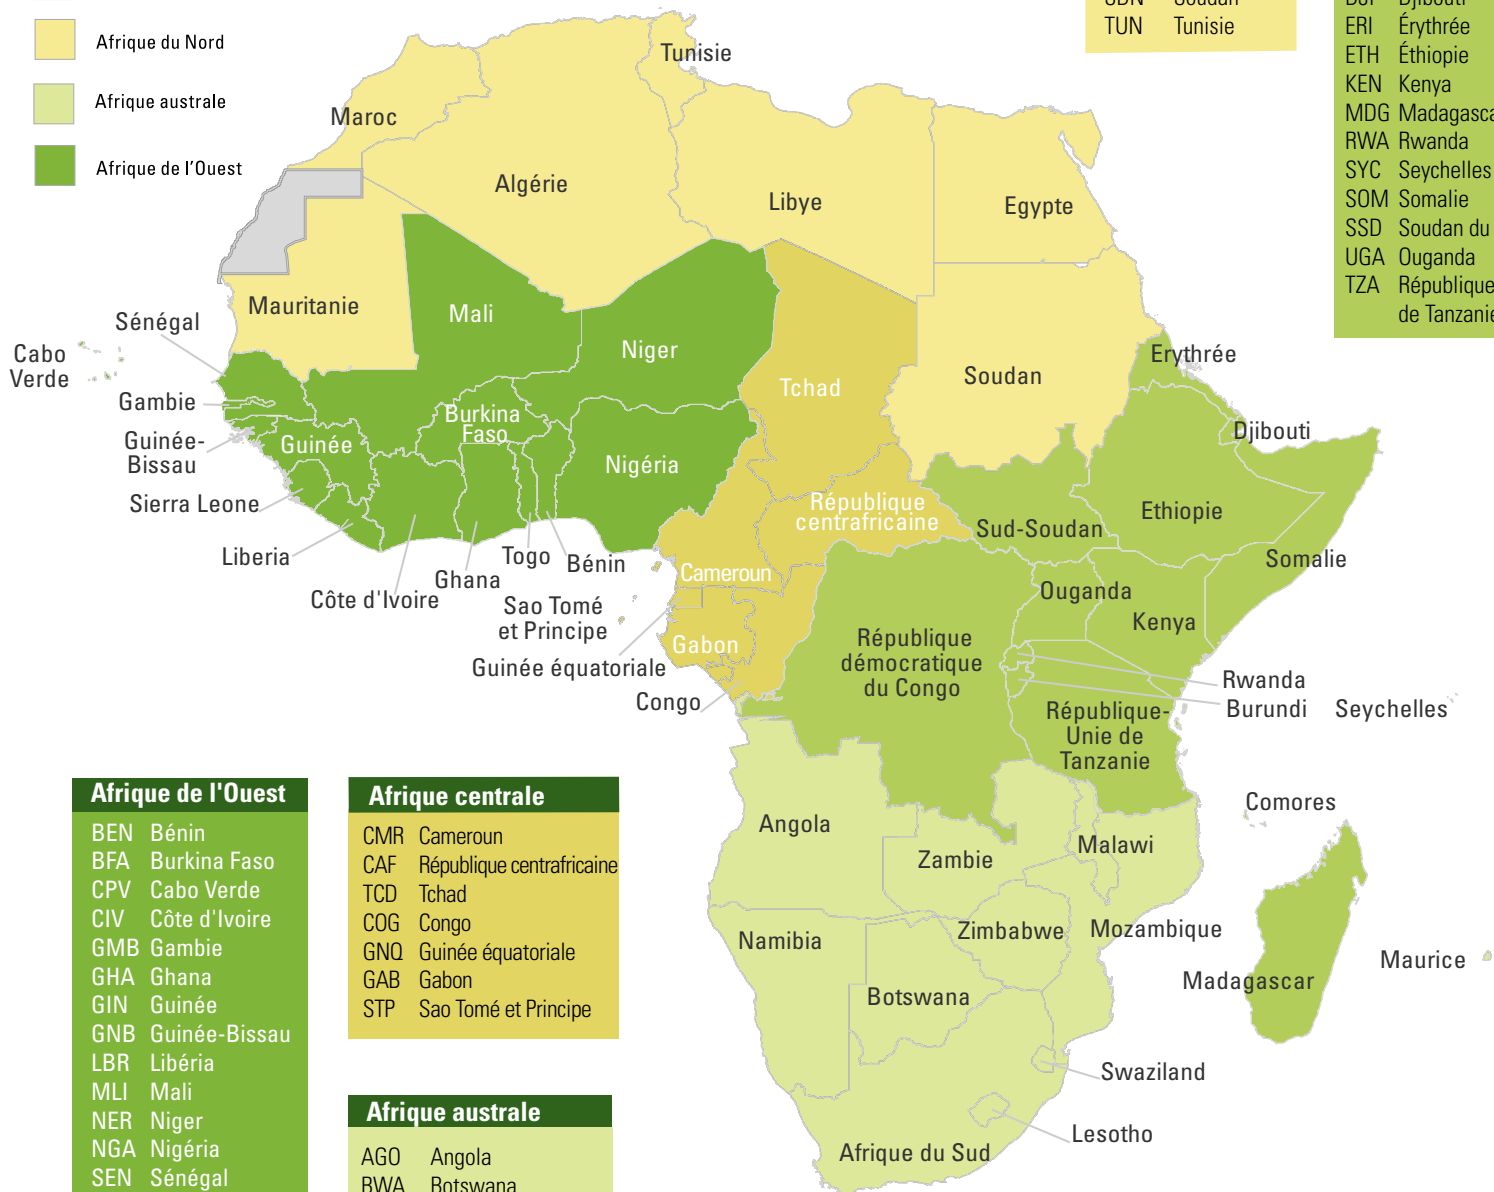 Afrique du Nord
Afrique australe
Afrique de l'Ouest
Soudan
TUN Tunisie
Djibouti
ERI Érythrée
ETH Éthiopie
KEN Kenya
MDG
RWA Rwanda
SYC Seychelles
SOM Somalie
SSD Soudan du
UGA Ouganda
TZA République
de
Tunisie
Maroc
Algérie
Libye
Egypte
Mauritanie
Mali
Niger
Tchad
Soudan
Erythrée
Sénégal
Cabo
Verde
Gambie
Guinée-
Bissau
Guinée
Burkina
Faso
Nigéria
Djibouti
Sierra Leone
République
centrafricaine
Sud-Soudan
Ethiopie
Somalie
Liberia
Côte d'Ivoire
Ghana
Togo
Bénin
Cameroun
Sao Tomé
et Principe
Guinée équatoriale
Gabon
Congo
République
démocratique
du Congo
Ouganda
Kenya
Rwanda
Burundi
Seychelles
République-
Unie de
Tanzanie
Comores
Angola
Zambie
Malawi
Namibia
Zimbabwe
Mozambique
Botswana
Madagascar
Maurice
Swaziland
Lesotho
Afrique du Sud
Afrique de l'Ouest
BEN Bénin
BFA Burkina Faso
CPV Cabo Verde
CIV Côte d'Ivoire
GMB Gambie
GHA Ghana
GIN Guinée
GNB Guinée-Bissau
LBR Libéria
MLI Mali
NER Niger
NGA Nigéria
SEN Sénégal
Afrique centrale
CMR Cameroun
CAF République centrafricaine
TCD Tchad
COG Congo
GNQ Guinée équatoriale
GAB Gabon
STP Sao Tomé et Principe
Afrique australe
AGO Angola
BWA Botswana